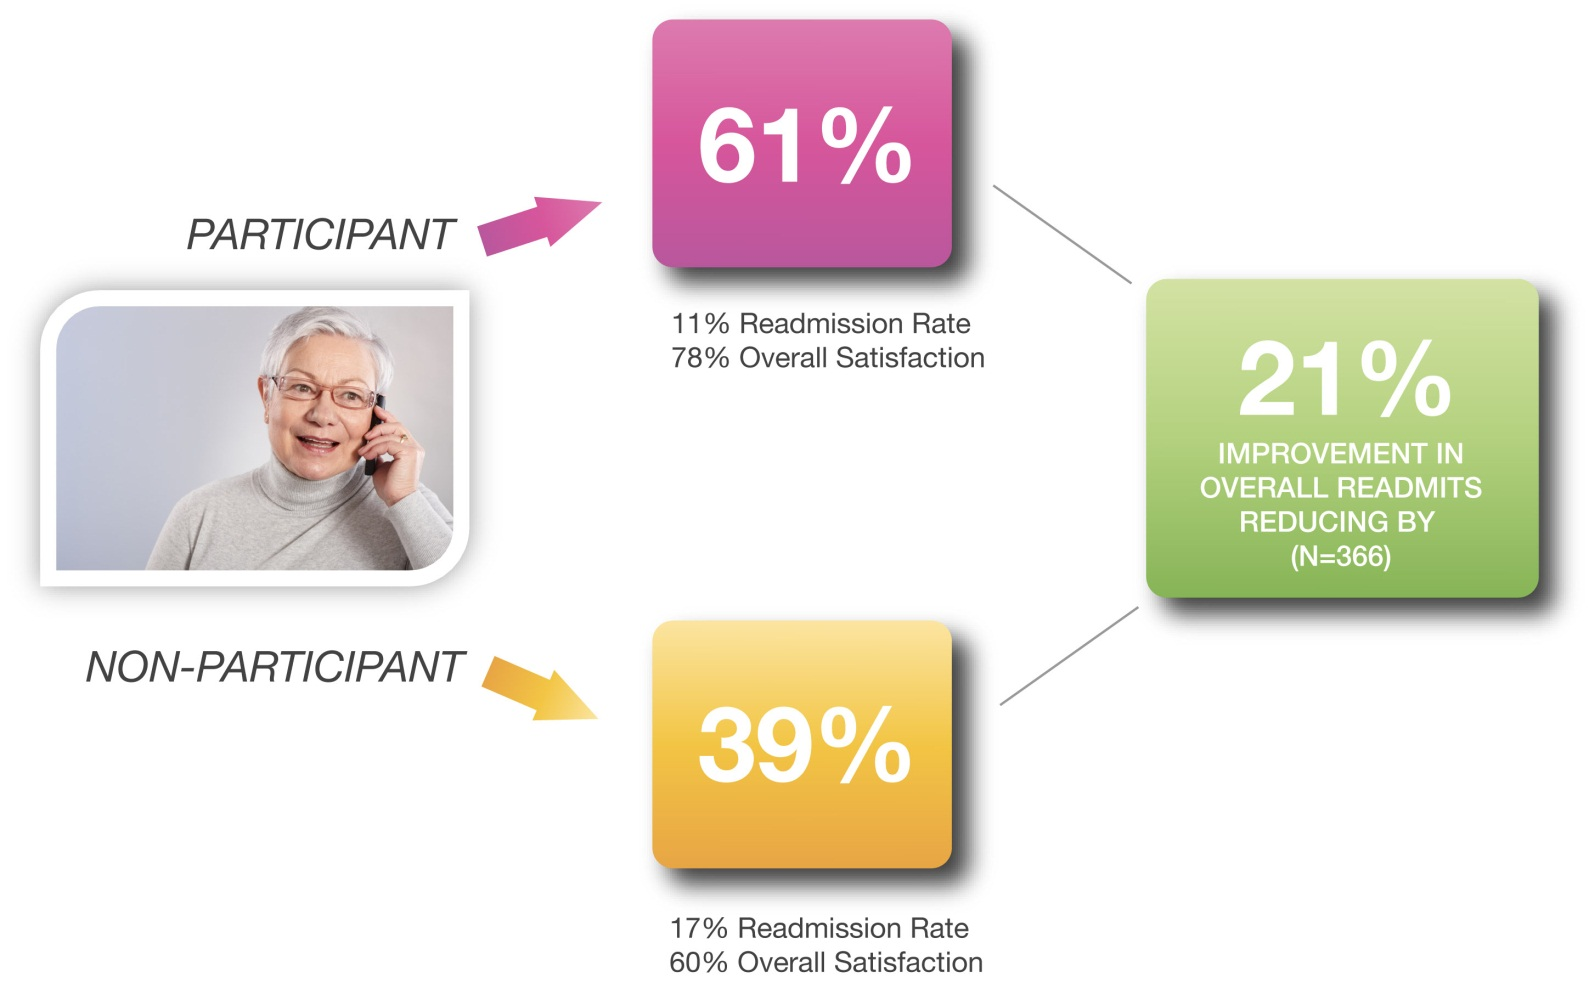 61%
PARTICIPANT
11% Readmission Rate
78% Overall Satisfaction
21%
IMPROVEMENT IN
OVERALL READMITS
REDUCING BY
(N=366)
NON-PARTICIPANT
39%
17% Readmission Rate
60% Overall Satisfaction